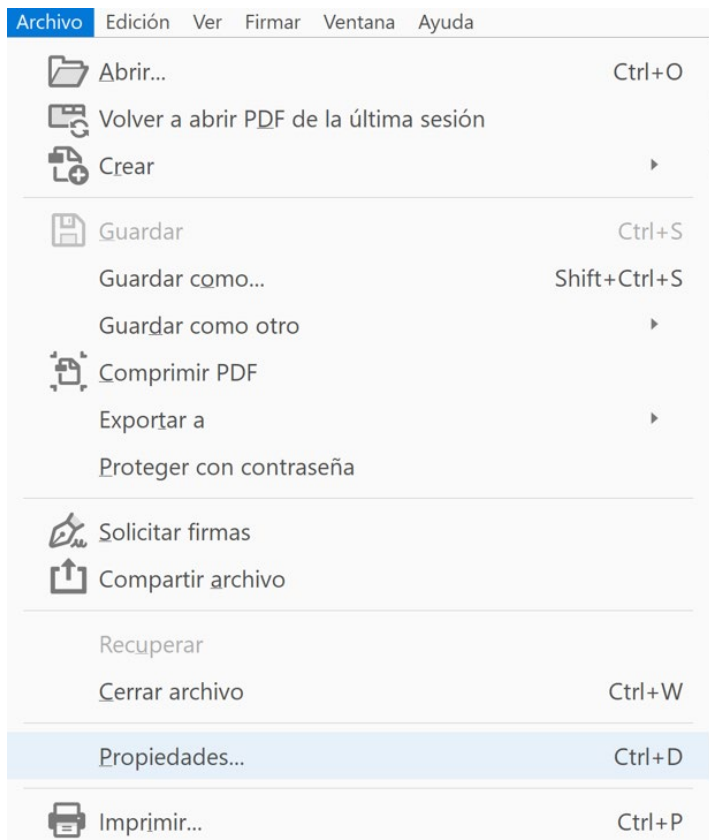 Archivo Edición Ver Firmar Ventana Ayuda
Abrir... Ctrl+O
Volver a abrir PDF de la última sesión
Crear
Guardar Ctrl+S
Guardar como... Shift+Ctrl+S
Guardar como otro
Comprimir PDF
Exportar a
Proteger con contraseña
Solicitar firmas
Compartir archivo
Recuperar
Cerrar archivo Ctrl+W
Propiedades... Ctrl+D
Imprimir... Ctrl+P